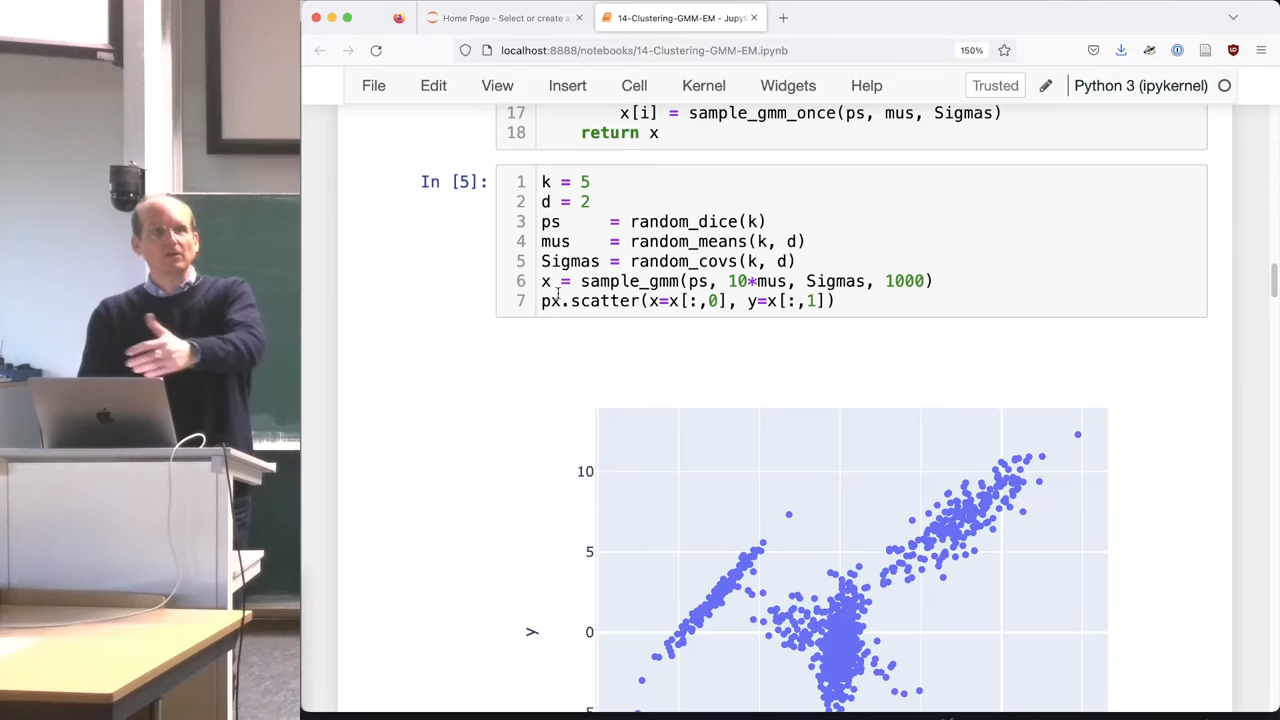 Home Page - Select or create a
14-Clustering-GMM-EM - Jupyt
localhost:8888/notebooks/14-Clustering-GMM-EM.ipynb
150%
File Edit View Insert Cell Kernel Widgets Help
Trusted
Python 3 (ipykernel)
17 x[i] = sample_gmm_once(ps, mus, Sigmas)
18 return x
In [5]:
1 k = 5
2 d = 2
3 ps = random_dice(k)
4 mus = random_means(k, d)
5 Sigmas = random_covs(k, d)
6 x = sample_gmm(ps, 10*mus, Sigmas, 1000)
7 px.scatter(x=x[:,0], y=x[:,1])
10
5
y
0